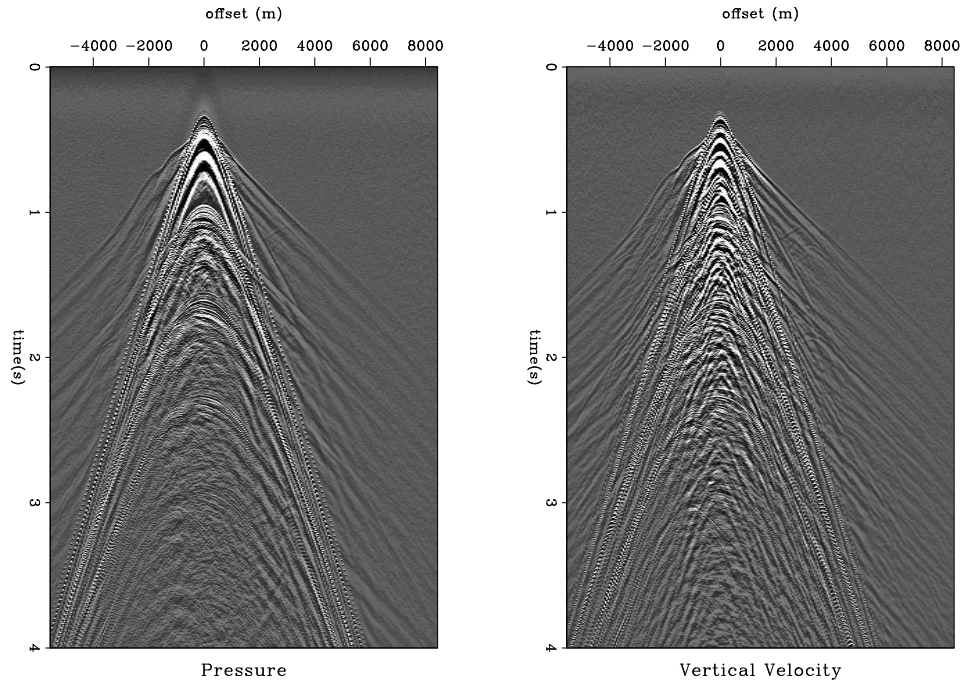 offset (m) offset (m)
−4000 −2000 0 2000 4000 6000 8000 −4000 −2000 0 2000 4000 6000 8000
0 0
1 1
2 2
time(s) time(s)
3 3
4 4
Pressure Vertical Velocity